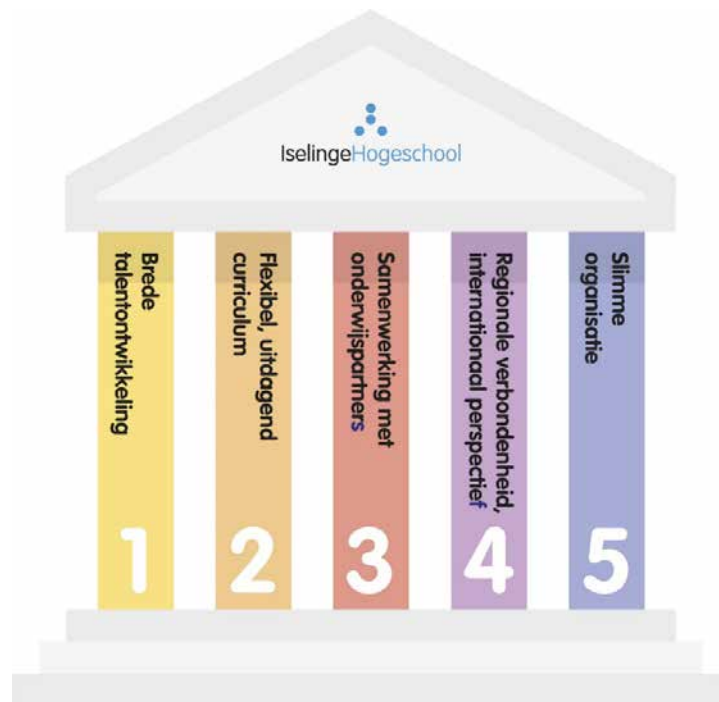 IselingeHogeschool
Brede
talentontwikkeling
1
Flexibel, uitdagend
curriculum
2
Samenwerking met
onderwijspartners
3
Regionale verbondenheid,
internationaal perspectief
4
Slimme
organisatie
5